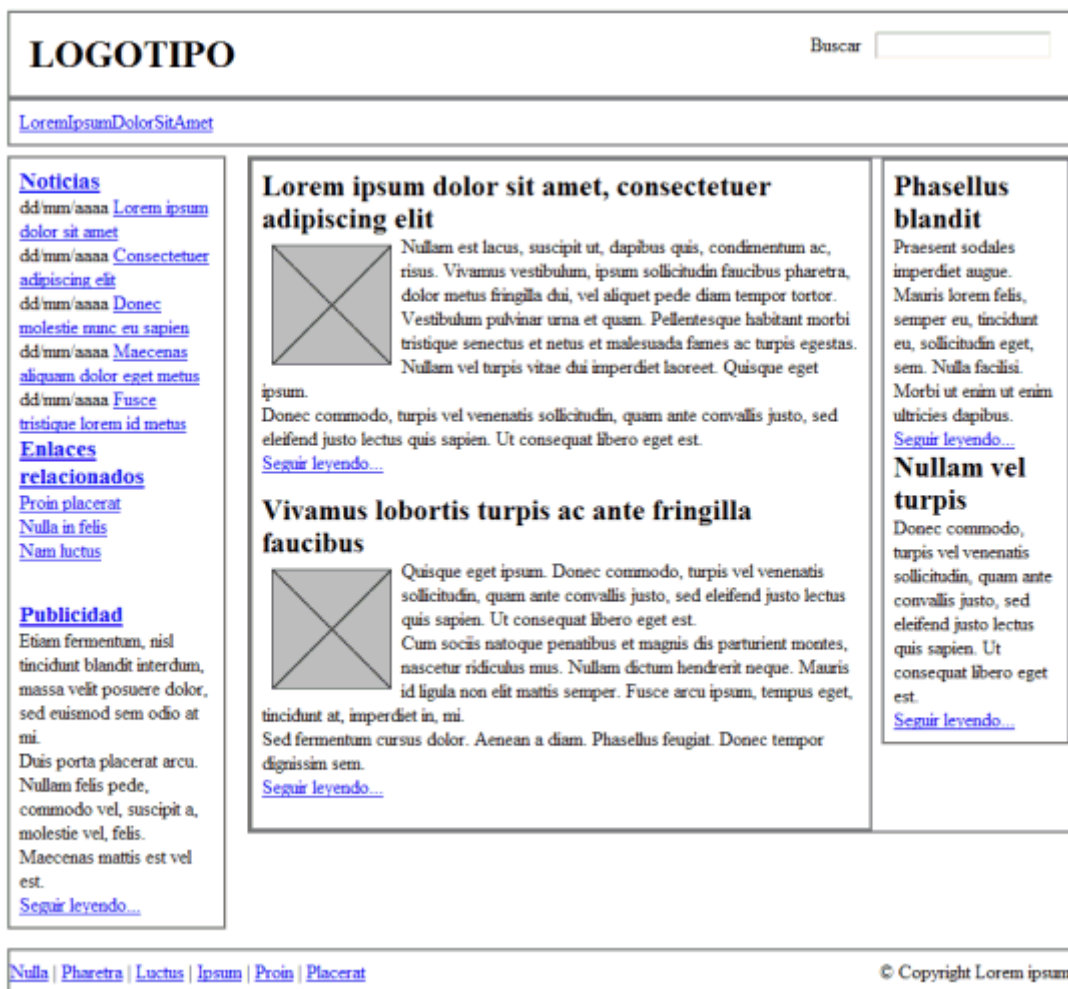 LOGOTIPO
Buscar
LoremIpsumDolorSitAmet
Noticias
dd/mm/aaaa Lorem ipsum
dolor sit amet
dd/mm/aaaa Consectetuer
adipiscing elit
dd/mm/aaaa Donec
molestie nunc eu sapien
dd/mm/aaaa Maecenas
aliquam dolor eget metus
dd/mm/aaaa Fusce
tristique lorem id metus
Enlaces
relacionados
Proin placerat
Nulla in felis
Nam luctus
Publicidad
Etiam fermentum, nisl
tincidunt blandit interdum,
massa velit posuere dolor,
sed euismod sem odio at
mi.
Duis porta placerat arcu.
Nullam felis pede,
commodo vel, suscipit a,
molestie vel, felis.
Maecenas mattis est vel
est.
Seguir leyendo...
Lorem ipsum dolor sit amet, consectetuer
adipiscing elit
Nullam est lacus, suscipit ut, dapibus quis, condimentum ac,
risus. Vivamus vestibulum, ipsum sollicitudin faucibus pharetra,
dolor metus fringilla dui, vel aliquet pede diam tempor tortor.
Vestibulum pulvinar urna et quam. Pellentesque habitant morbi
tristique senectus et netus et malesuada fames ac turpis egestas.
Nullam vel turpis vitae dui imperdiet laoreet. Quisque eget
ipsum.
Donec commodo, turpis vel venenatis sollicitudin, quam ante convallis justo, sed
eleifend justo lectus quis sapien. Ut consequat libero eget est.
Seguir leyendo...
Vivamus lobortis turpis ac ante fringilla
faucibus
Quisque eget ipsum. Donec commodo, turpis vel venenatis
sollicitudin, quam ante convallis justo, sed eleifend justo lectus
quis sapien. Ut consequat libero eget est.
Cum sociis natoque penatibus et magnis dis parturient montes,
nascetur ridiculus mus. Nullam dictum hendrerit neque. Mauris
id ligula non elit mattis semper. Fusce arcu ipsum, tempus eget,
tincidunt at, imperdiet in, mi.
Sed fermentum cursus dolor. Aenean a diam. Phasellus feugiat. Donec tempor
dignissim sem.
Seguir leyendo...
Phasellus
blandit
Praesent sodales
imperdiet augue.
Mauris lorem felis,
semper eu, tincidunt
eu, sollicitudin eget,
sem. Nulla facilisi.
Morbi ut enim ut enim
ultricies dapibus.
Seguir leyendo...
Nullam vel
turpis
Donec commodo,
turpis vel venenatis
sollicitudin, quam ante
convallis justo, sed
eleifend justo lectus
quis sapien. Ut
consequat libero eget
est.
Seguir leyendo...
Nulla | Pharetra | Luctus | Ipsum | Proin | Placerat
© Copyright Lorem ipsum